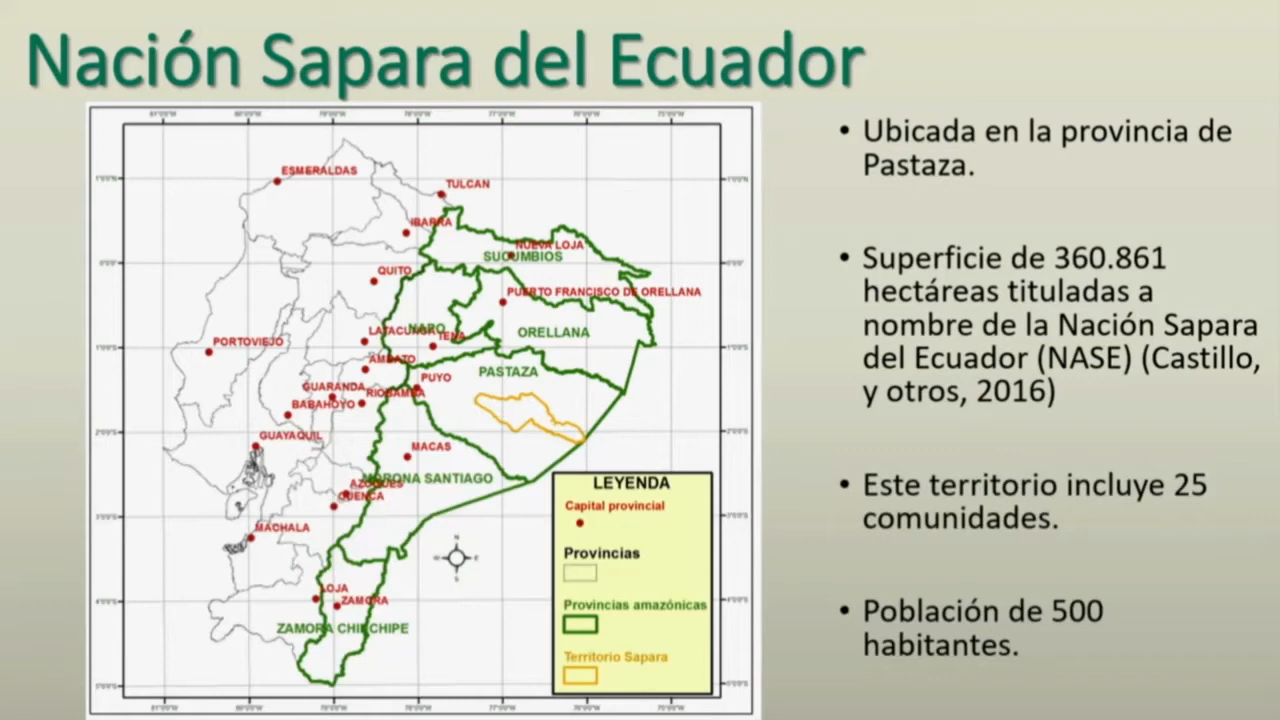 Nación Sapara del Ecuador
ESMERALDAS
TULCAN
IBARRA
NUEVA LOJA
SUCUMBIOS
QUITO
PUERTO FRANCISCO DE ORELLANA
LATACUNGA
NAPO
TENA
ORELLANA
PORTOVIEJO
AMBATO
PASTAZA
PUYO
GUARANDA
RIOBAMBA
BABAHOYO
GUAYAQUIL
MACAS
MORONA SANTIAGO
AZOGUES
CUENCA
MACHALA
LOJA
ZAMORA
ZAMORA CHINCHIPE
N
S
E
LEYENDA
Capital provincial
Provincias
Provincias amazónicas
Territorio Sapara
• Ubicada en la provincia de
Pastaza.
• Superficie de 360.861
hectáreas tituladas a
nombre de la Nación Sapara
del Ecuador (NASE) (Castillo,
y otros, 2016)
• Este territorio incluye 25
comunidades.
• Población de 500
habitantes.